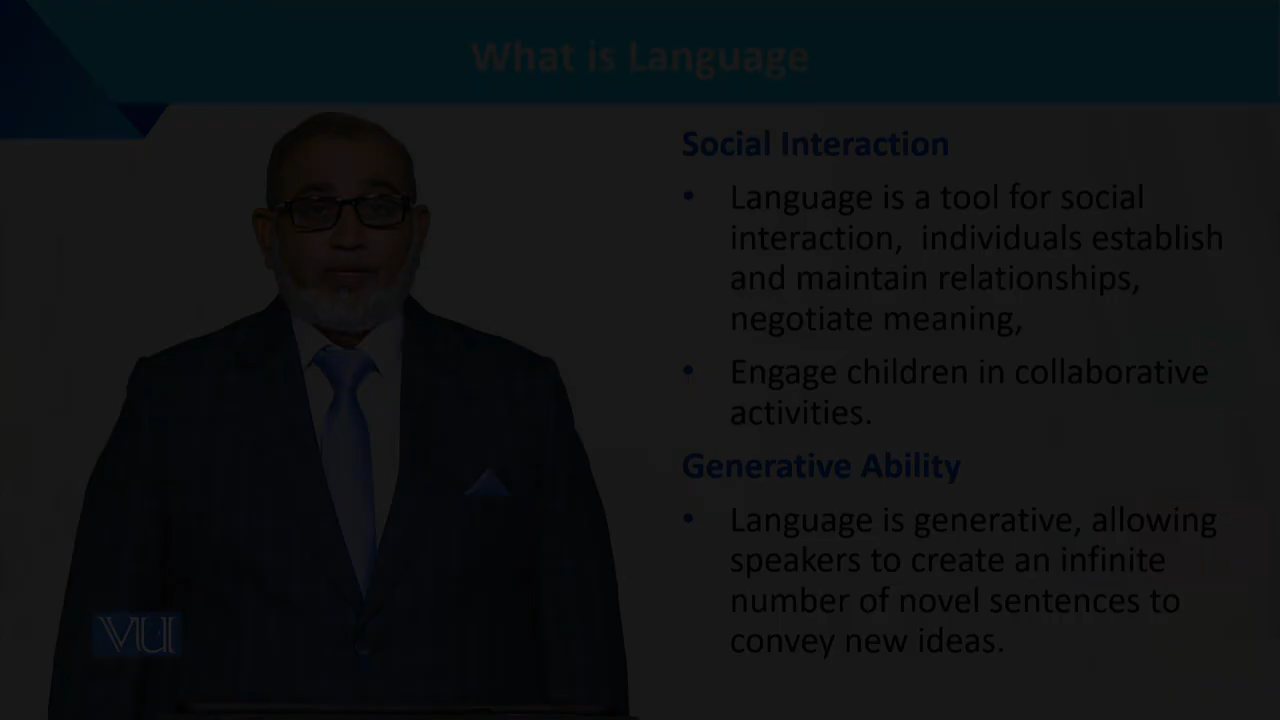 What is Language
Social Interaction
• Language is a tool for social
interaction, individuals establish
and maintain relationships,
negotiate meaning,
• Engage children in collaborative
activities.
Generative Ability
• Language is generative, allowing
speakers to create an infinite
number of novel sentences to
convey new ideas.
VU